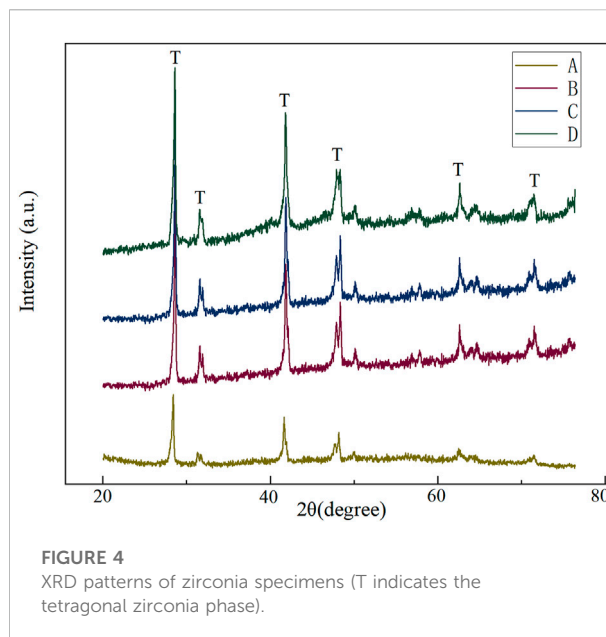 T
T
T
T
T
T
A
B
C
D
Intensity (a.u.)
20
40
60
80
2θ(degree)
FIGURE 4
XRD patterns of zirconia specimens (T indicates the
tetragonal zirconia phase).